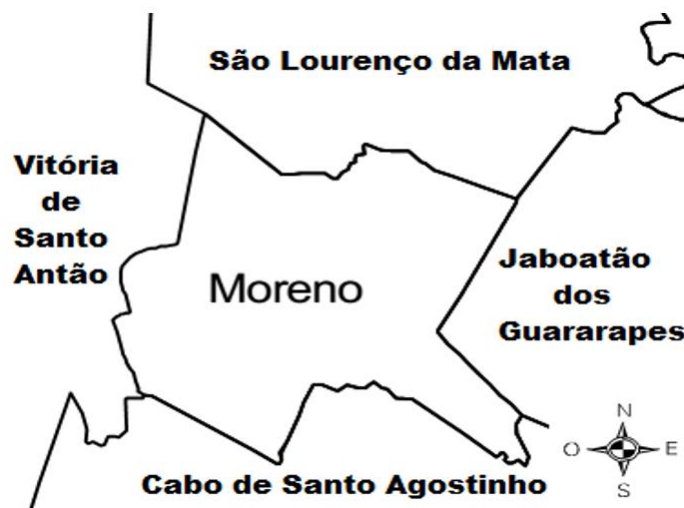 São Lourenço da Mata
Vitória
de
Santo
Antão
Moreno
Jaboatão
dos
Guararapes
N
O
E
S
Cabo de Santo Agostinho